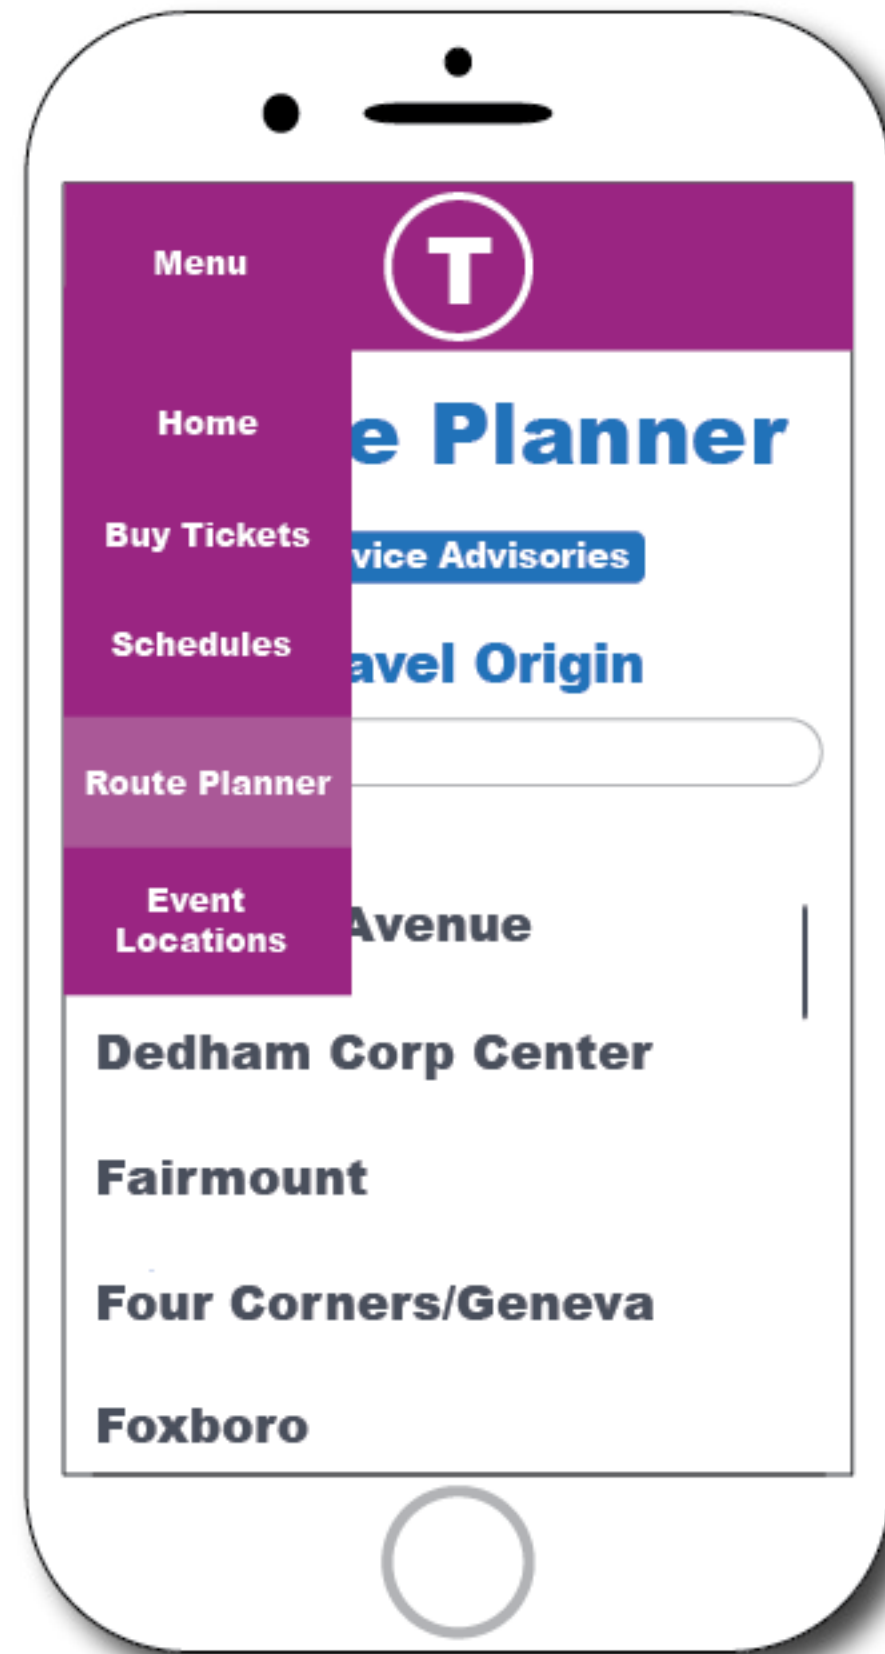 Menu
T
Home
e Planner
Buy Tickets
vice Advisories
Schedules
avel Origin
Route Planner
Event
Locations
Avenue
Dedham Corp Center
Fairmount
Four Corners/Geneva
Foxboro